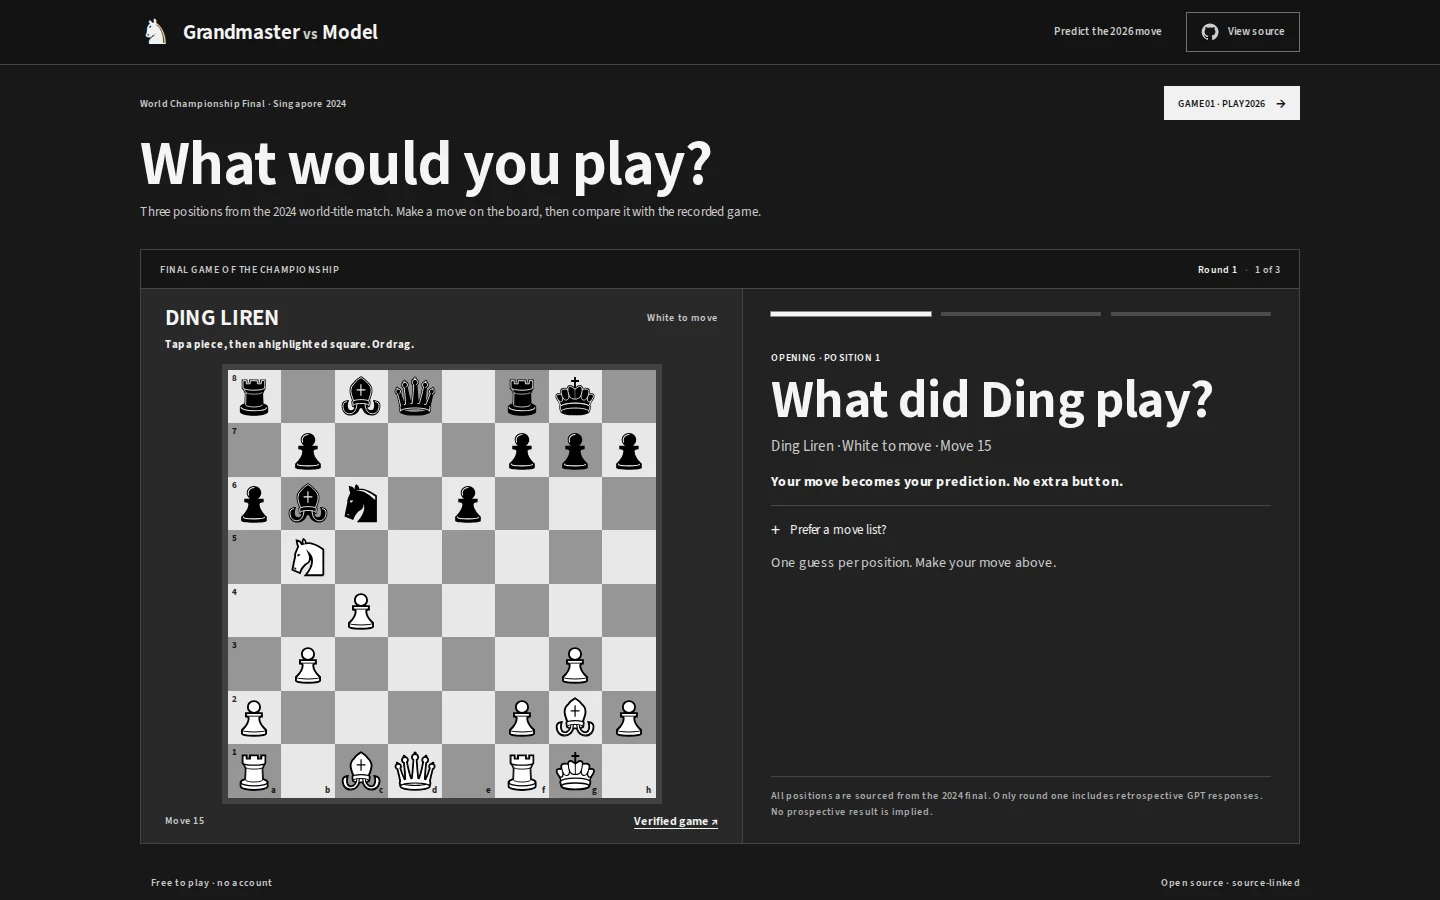 Grandmaster vs Model
Predict the 2026 move
View source
World Championship Final · Singapore 2024
GAME 01 · PLAY 2026 →
What would you play?
Three positions from the 2024 world-title match. Make a move on the board, then compare it with the recorded game.
FINAL GAME OF THE CHAMPIONSHIP
Round 1 · 1 of 3
DING LIREN
White to move
Tap a piece, then a highlighted square. Or drag.
8
7
6
5
4
3
2
1
a b c d e f g h
Move 15
Verified game ↗
OPENING · POSITION 1
What did Ding play?
Ding Liren · White to move · Move 15
Your move becomes your prediction. No extra button.
+ Prefer a move list?
One guess per position. Make your move above.
All positions are sourced from the 2024 final. Only round one includes retrospective GPT responses.
No prospective result is implied.
Free to play · no account
Open source · source-linked